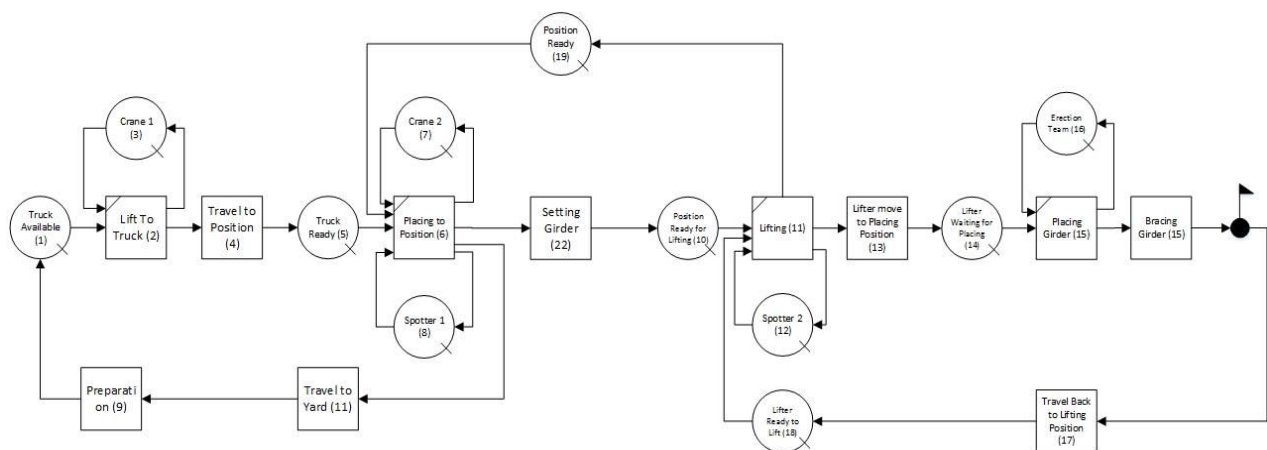 Position
Ready
(19)
Crane 1
(3)
Crane 2
(7)
Erection
Team (16)
Truck
Available
(1)
Lift To
Truck (2)
Travel to
Position
(4)
Truck
Ready (5)
Placing to
Position (6)
Setting
Girder
(22)
Position
Ready for
Lifting (10)
Lifting (11)
Lifter move
to Placing
Position
(13)
Lifter
Waiting for
Placing
(14)
Placing
Girder (15)
Bracing
Girder (15)
Spotter 1
(8)
Spotter 2
(12)
Preparati
on (9)
Travel to
Yard (11)
Lifter
Ready to
Lift (18)
Travel Back
to Lifting
Position
(17)